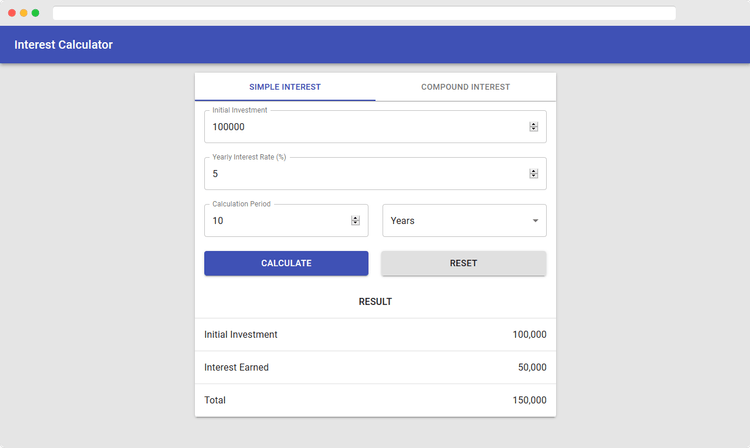 Interest Calculator
SIMPLE INTEREST COMPOUND INTEREST
Initial Investment
100000
Yearly Interest Rate (%)
5
Calculation Period
10 Years
CALCULATE RESET
RESULT
Initial Investment 100,000
Interest Earned 50,000
Total 150,000